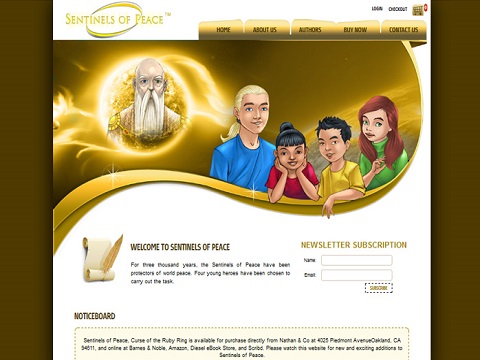 SENTINELS OF PEACE™
LOGIN CHECKOUT
HOME ABOUT US AUTHORS BUY NOW CONTACT US
WELCOME TO SENTINELS OF PEACE
For three thousand years, the Sentinels of Peace have been
protectors of world peace. Four young heroes have been chosen
to carry out the task.
NEWSLETTER SUBSCRIPTION
Name:
Email:
SUBSCRIBE
NOTICEBOARD
Sentinels of Peace, Curse of the Ruby Ring is available for purchase directly from Nathan & Co at 4025 Piedmont AvenueOakland, CA
94611, and online at Barnes & Noble, Amazon, Diesel eBook Store, and Scribd. Please watch this website for new and exciting additions to
Sentinels of Peace.